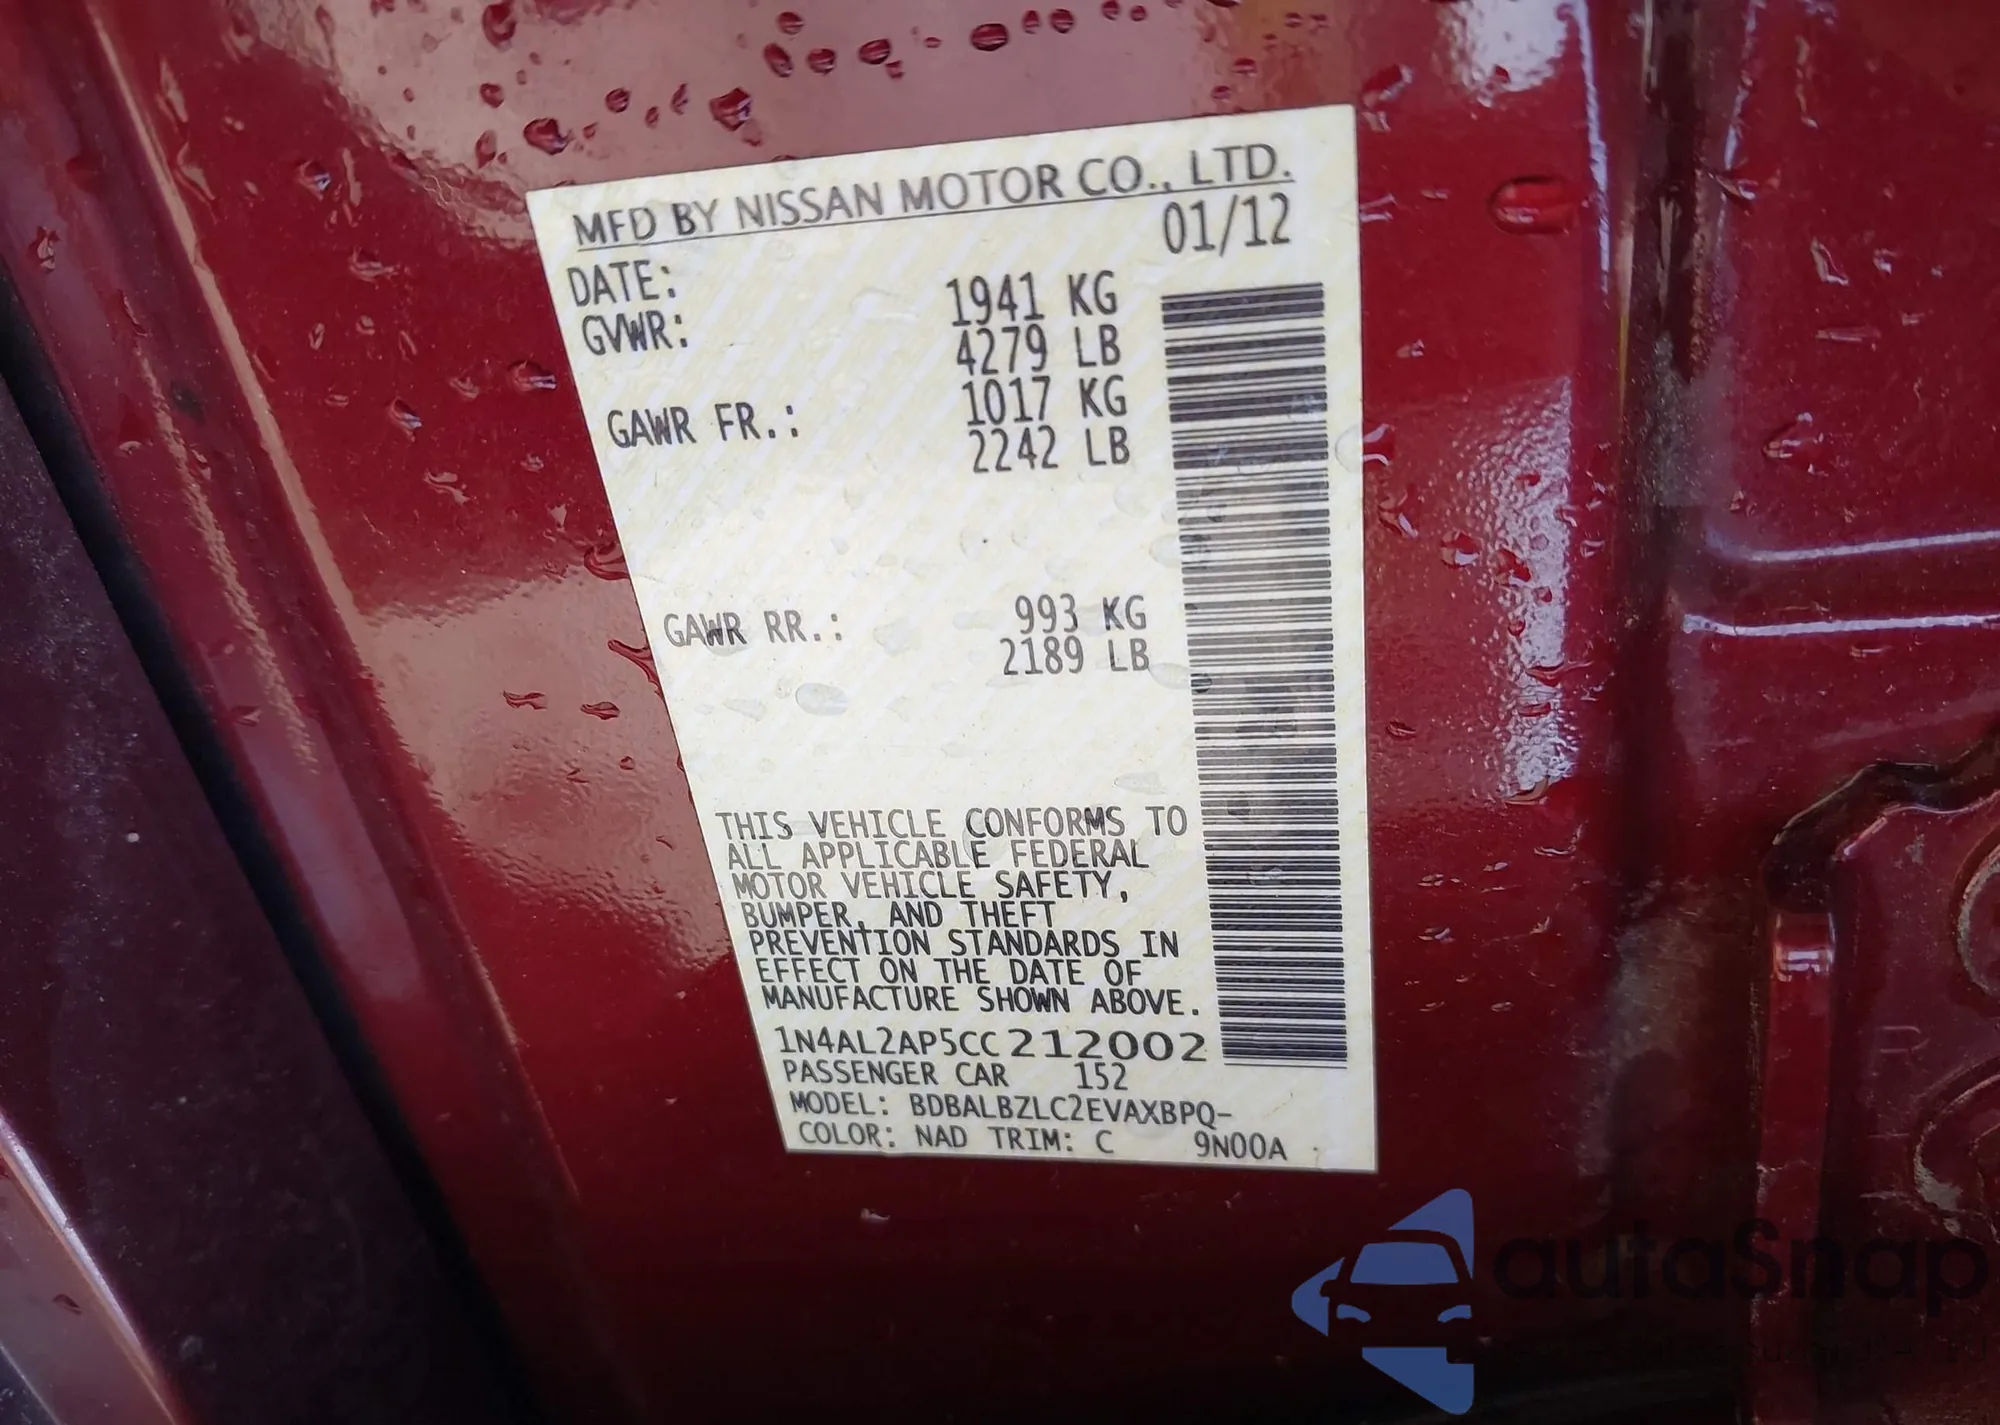 MFD BY NISSAN MOTOR CO., LTD.
DATE: 01/12
GVWR: 1941 KG
4279 LB
GAWR FR.: 1017 KG
2242 LB
GAWR RR.: 993 KG
2189 LB
THIS VEHICLE CONFORMS TO
ALL APPLICABLE FEDERAL
MOTOR VEHICLE SAFETY,
BUMPER, AND THEFT
PREVENTION STANDARDS IN
EFFECT ON THE DATE OF
MANUFACTURE SHOWN ABOVE.
1N4AL2AP5CC212002
PASSENGER CAR 152
MODEL: BDBALBZLC2EVAXBPQ-
COLOR: NAD TRIM: C 9N00A
autaSnap